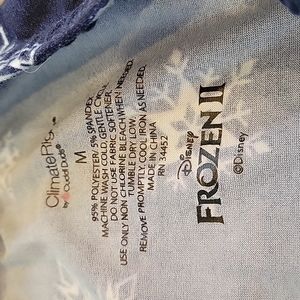 ClimateRight
by Cuddl Duds®
M
95% POLYESTER, 5% SPANDEX
MACHINE WASH COLD, GENTLE CYCLE
DO NOT USE FABRIC SOFTENER
USE ONLY NON CHLORINE BLEACH WHEN NEEDED
TUMBLE DRY LOW.
REMOVE PROMPTLY. COOL IRON AS NEEDED.
MADE IN CHINA
RN 34452
Disney
FROZEN II
©Disney